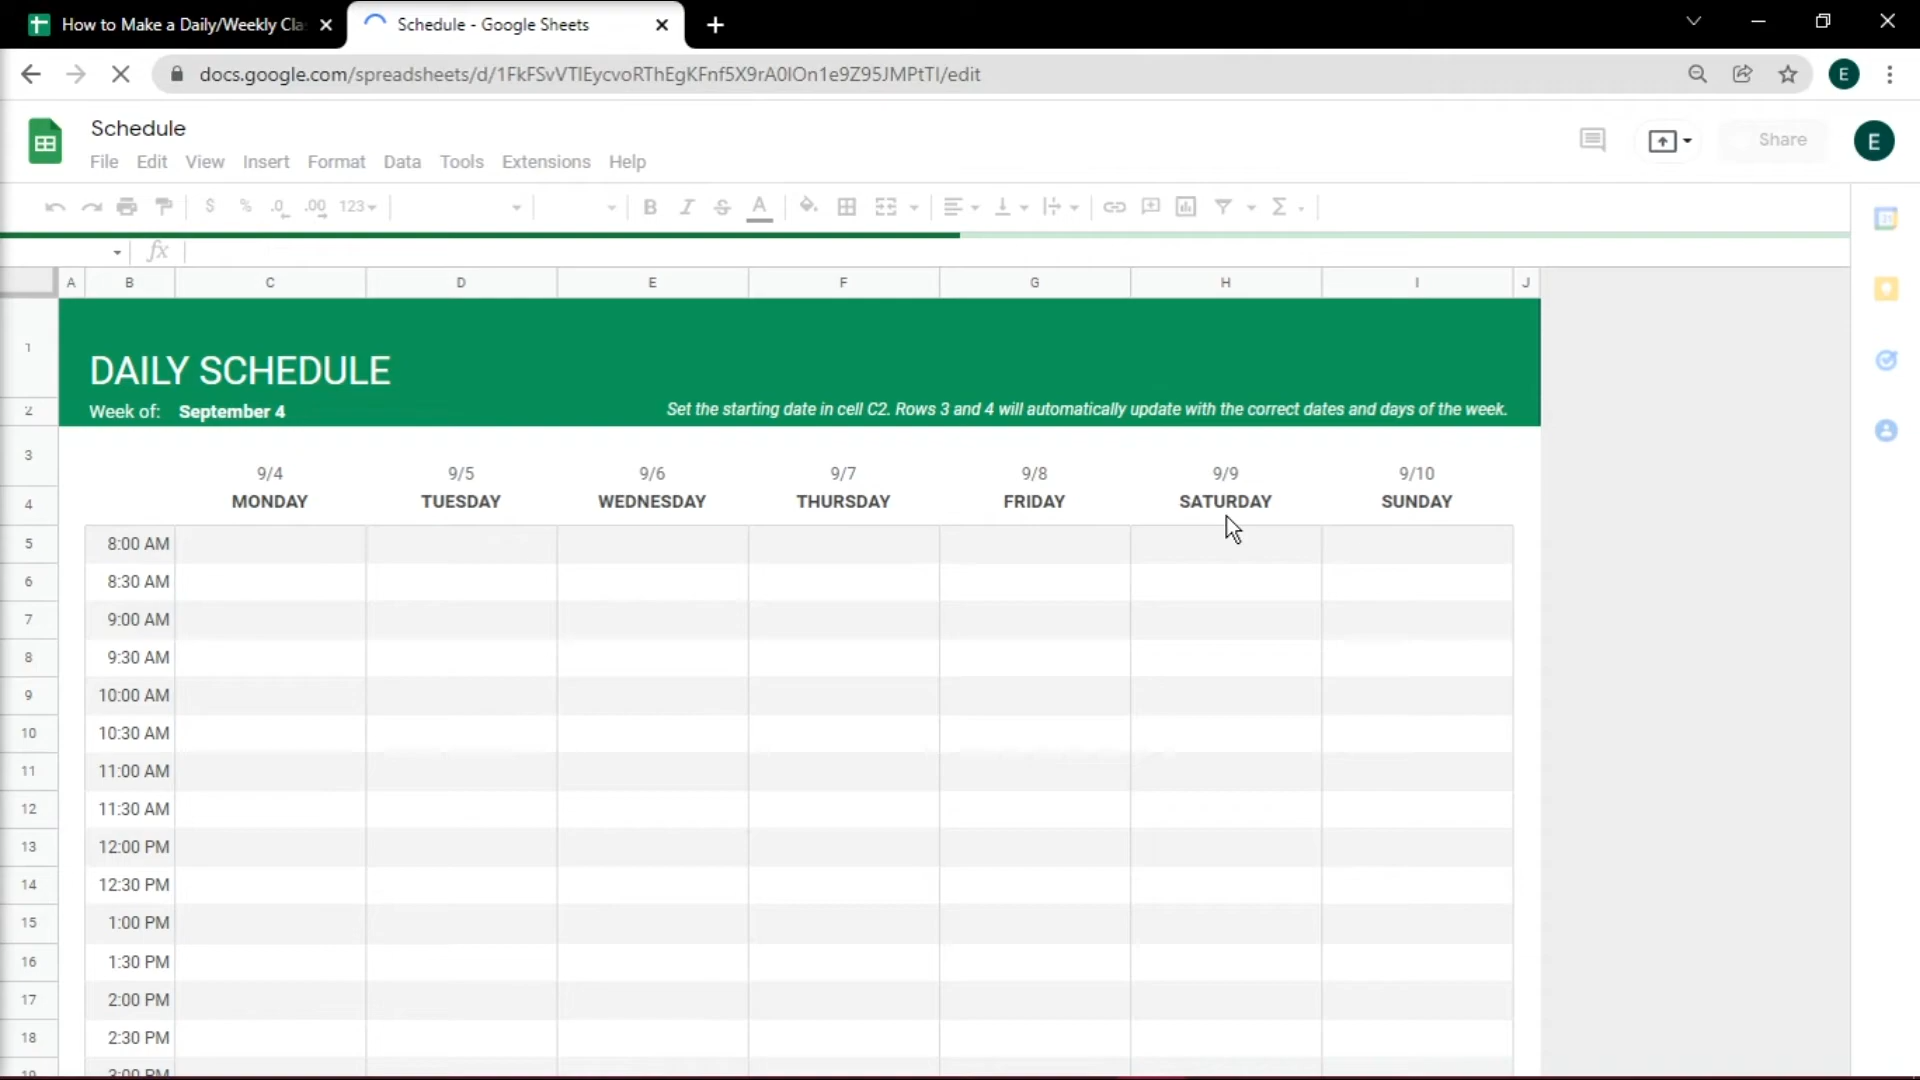 How to Make a Daily/Weekly Cla
Schedule - Google Sheets
docs.google.com/spreadsheets/d/1FkFSvVTIEycvoRThEgKFnf5X9rA0IOn1e9Z95JMPtTI/edit
E
Schedule
File Edit View Insert Format Data Tools Extensions Help
Share
E
$ % .0 .00 123
B I S A
fx
A B C D E F G H I J
1 DAILY SCHEDULE
2 Week of: September 4 Set the starting date in cell C2. Rows 3 and 4 will automatically update with the correct dates and days of the week.
3 9/4 9/5 9/6 9/7 9/8 9/9 9/10
4 MONDAY TUESDAY WEDNESDAY THURSDAY FRIDAY SATURDAY SUNDAY
5 8:00 AM
6 8:30 AM
7 9:00 AM
8 9:30 AM
9 10:00 AM
10 10:30 AM
11 11:00 AM
12 11:30 AM
13 12:00 PM
14 12:30 PM
15 1:00 PM
16 1:30 PM
17 2:00 PM
18 2:30 PM
19 3:00 PM